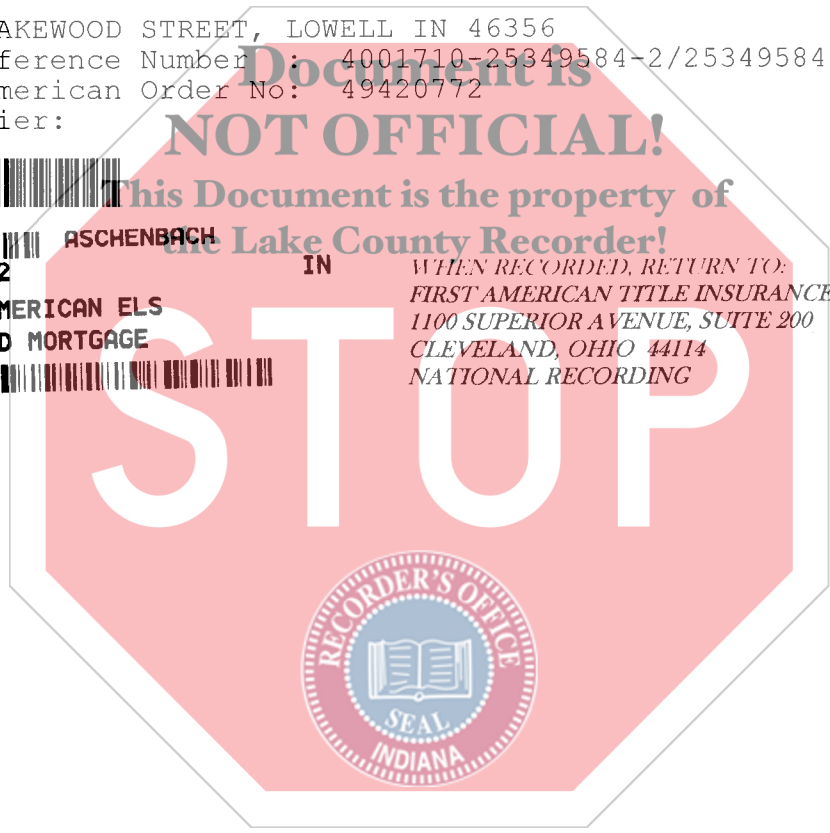 AKEWOOD STREET, LOWELL IN 46356
ference Number : 4001710-25349584-2/25349584
merican Order No: 49420772
ier:
Document is
NOT OFFICIAL!
This Document is the property of
the Lake County Recorder!
ASCHENBACH
2 IN
MERICAN ELS
D MORTGAGE
WHEN RECORDED, RETURN TO:
FIRST AMERICAN TITLE INSURANCE
1100 SUPERIOR AVENUE, SUITE 200
CLEVELAND, OHIO 44114
NATIONAL RECORDING
STOP
RECORDER'S OFFICE
SEAL
INDIANA